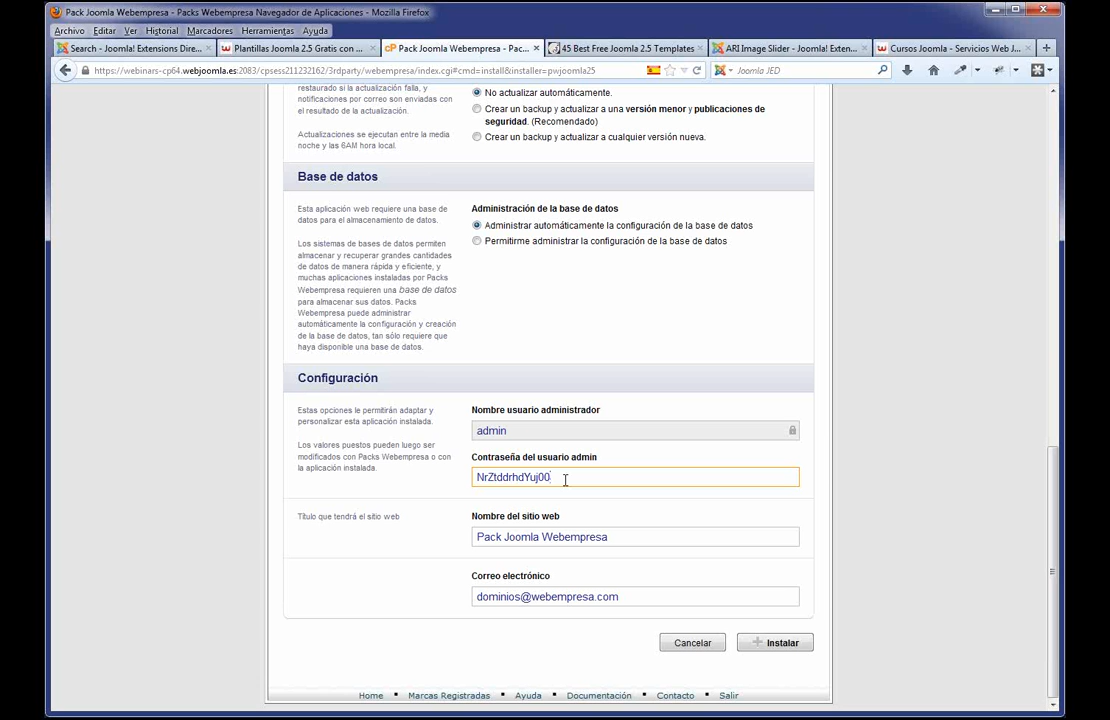 Pack Joomla Webempresa - Packs Webempresa Navegador de Aplicaciones - Mozilla Firefox
Archivo Editar Ver Historial Marcadores Herramientas Ayuda
Search - Joomla! Extensions Dire...
Plantillas Joomla 2.5 Gratis con ...
cP Pack Joomla Webempresa - Pac...
45 Best Free Joomla 2.5 Templates
ARI Image Slider - Joomla! Exten...
Cursos Joomla - Servicios Web J...
https://webinars-cp64.webjoomla.es:2083/cpsess211232162/3rdparty/webempresa/index.cgi#cmd=install&installer=pwjoomla25
Joomla JED
restaurado si la actualización falla, y
notificaciones por correo son enviadas con
el resultado de la actualización.
Actualizaciones se ejecutan entre la media
noche y las 6AM hora local.
No actualizar automáticamente.
Crear un backup y actualizar a una versión menor y publicaciones de
seguridad. (Recomendado)
Crear un backup y actualizar a cualquier versión nueva.
Base de datos
Esta aplicación web requiere una base de
datos para el almacenamiento de datos.
Los sistemas de bases de datos permiten
almacenar y recuperar grandes cantidades
de datos de manera rápida y eficiente, y
muchas aplicaciones instaladas por Packs
Webempresa requieren una base de datos
para almacenar sus datos. Packs
Webempresa puede administrar
automáticamente la configuración y creación
de la base de datos, tan sólo requiere que
haya disponible una base de datos.
Administración de la base de datos
Administrar automáticamente la configuración de la base de datos
Permitirme administrar la configuración de la base de datos
Configuración
Estas opciones le permitirán adaptar y
personalizar esta aplicación instalada.
Los valores puestos pueden luego ser
modificados con Packs Webempresa o con
la aplicación instalada.
Nombre usuario administrador
admin
Contraseña del usuario admin
NrZtddrhdYuj00
Título que tendrá el sitio web
Nombre del sitio web
Pack Joomla Webempresa
Correo electrónico
dominios@webempresa.com
Cancelar
Instalar
Home ▪ Marcas Registradas ▪ Ayuda ▪ Documentación ▪ Contacto ▪ Salir